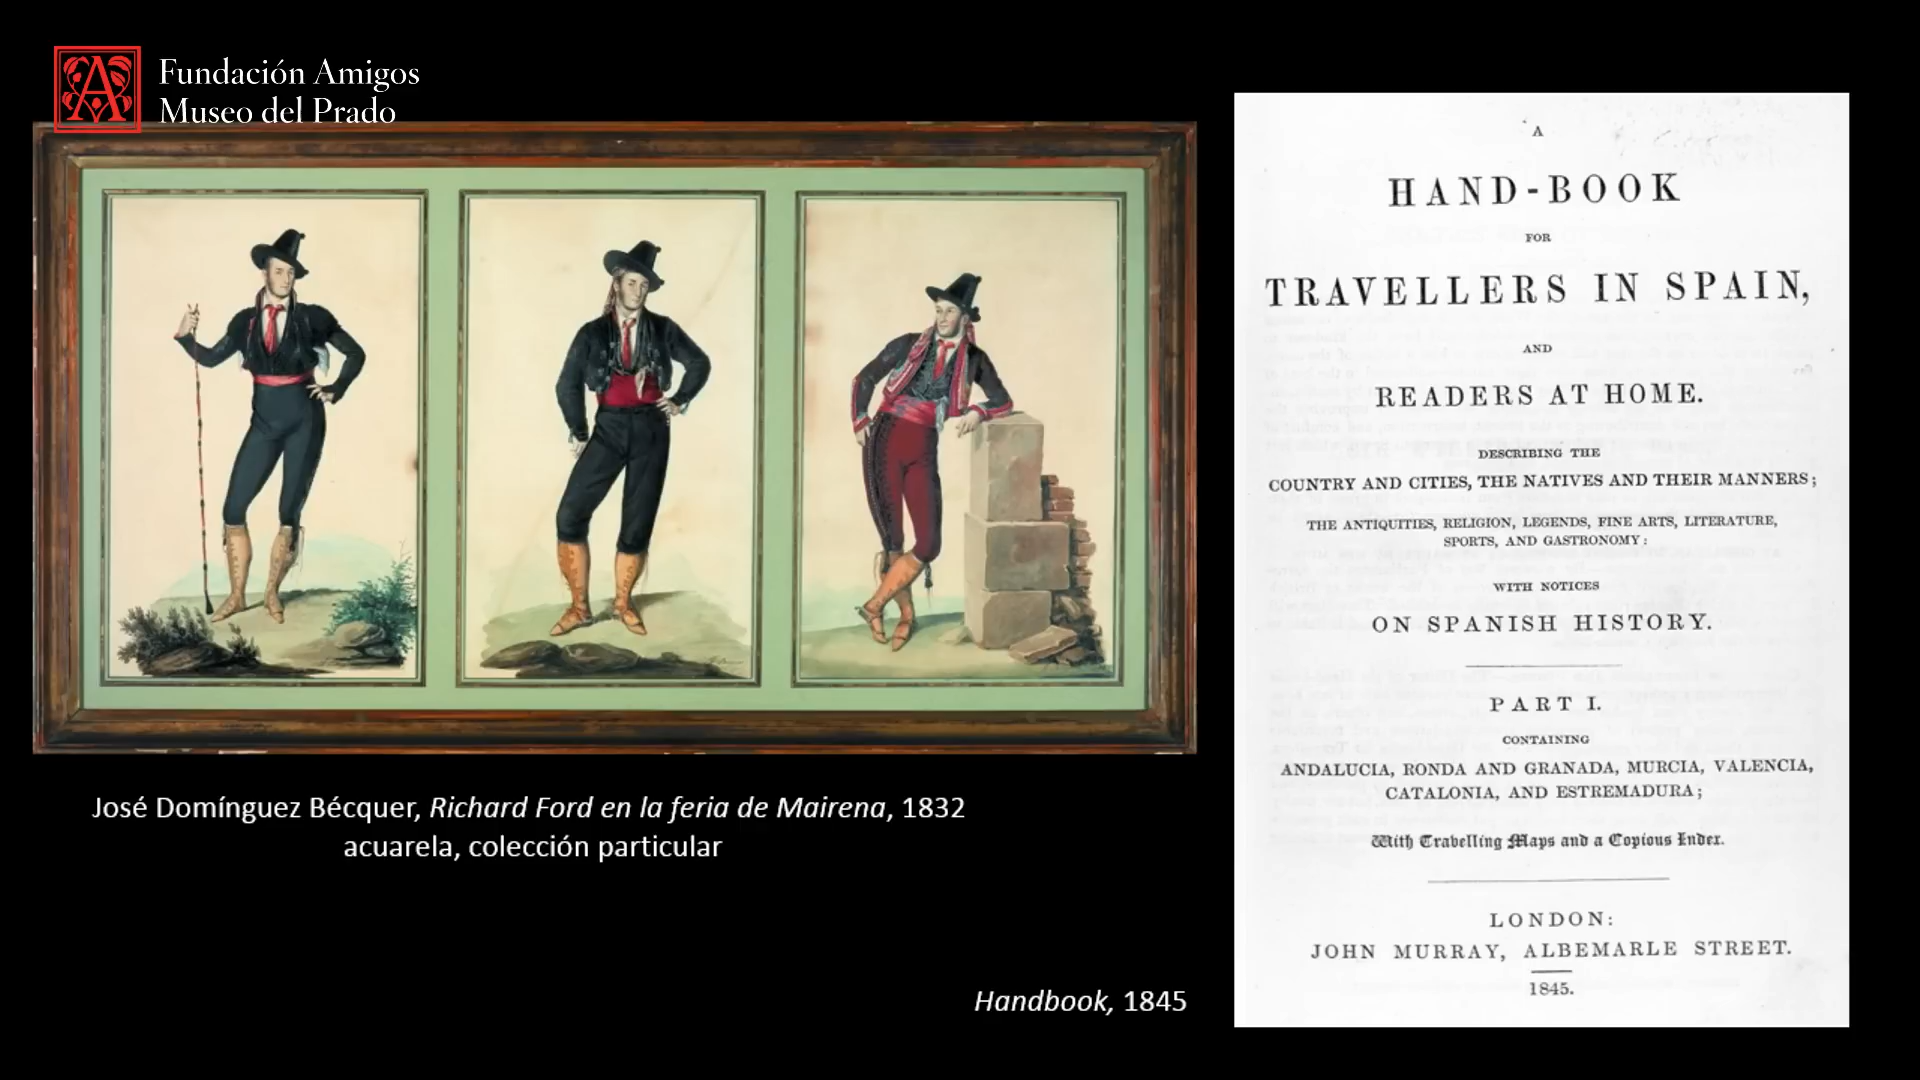 Fundación Amigos
Museo del Prado
José Domínguez Bécquer, Richard Ford en la feria de Mairena, 1832
acuarela, colección particular
Handbook, 1845
A
HAND-BOOK
FOR
TRAVELLERS IN SPAIN,
AND
READERS AT HOME.
DESCRIBING THE
COUNTRY AND CITIES, THE NATIVES AND THEIR MANNERS;
THE ANTIQUITIES, RELIGION, LEGENDS, FINE ARTS, LITERATURE,
SPORTS, AND GASTRONOMY:
WITH NOTICES
ON SPANISH HISTORY.
PART I.
CONTAINING
ANDALUCIA, RONDA AND GRANADA, MURCIA, VALENCIA,
CATALONIA, AND ESTREMADURA;
With Travelling Maps and a Copious Index.
LONDON:
JOHN MURRAY, ALBEMARLE STREET.
1845.